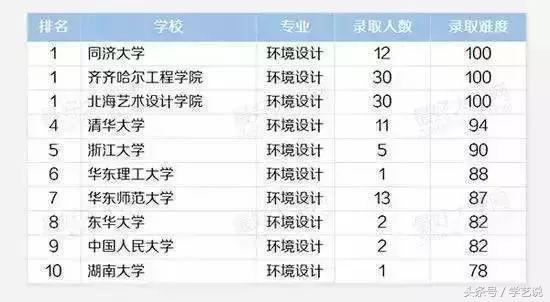 排名 学校 专业 录取人数 录取难度
1 同济大学 环境设计 12 100
1 齐齐哈尔工程学院 环境设计 30 100
1 北海艺术设计学院 环境设计 30 100
4 清华大学 环境设计 11 94
5 浙江大学 环境设计 5 90
6 华东理工大学 环境设计 1 88
7 华东师范大学 环境设计 13 87
8 东华大学 环境设计 2 82
9 中国人民大学 环境设计 2 82
10 湖南大学 环境设计 1 78
头条号/学艺说